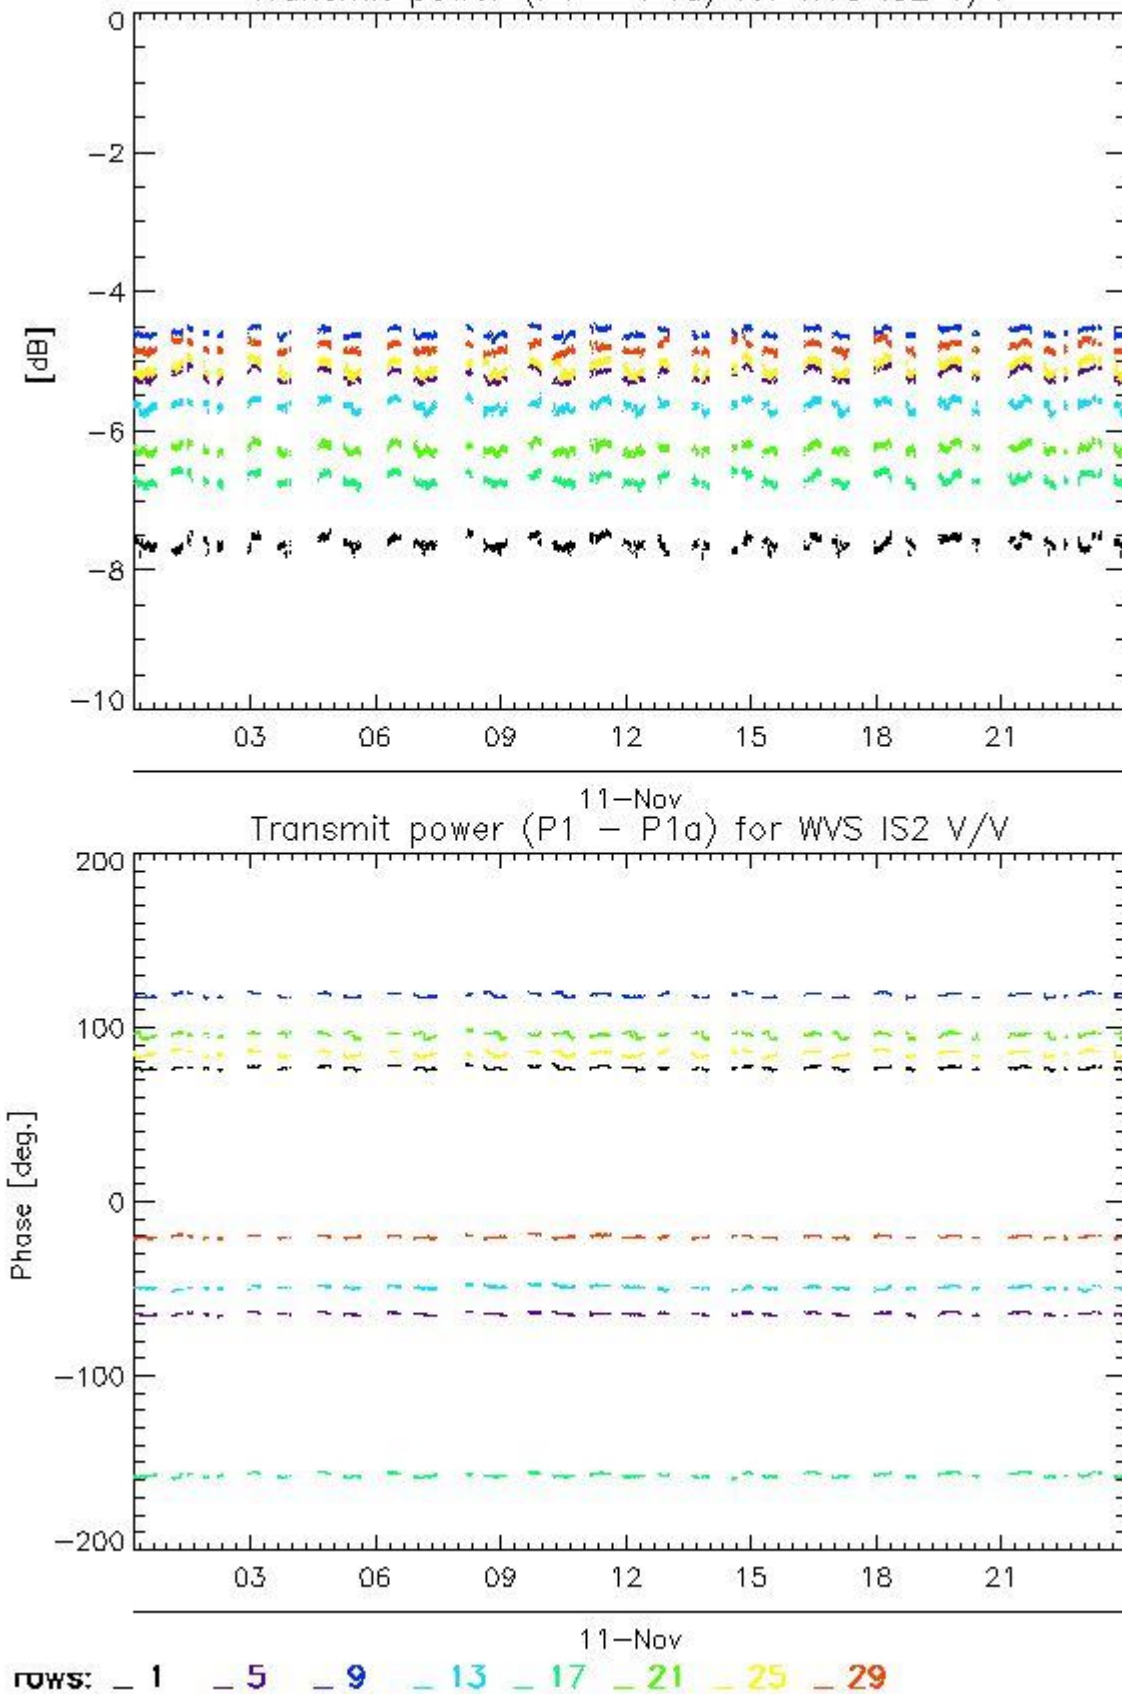 0
−2
−4
[dB]
−6
−8
−10
03 06 09 12 15 18 21
11−Nov
Transmit power (P1 − P1a) for WVS IS2 V/V
200
100
Phase [deg.]
0
−100
−200
03 06 09 12 15 18 21
11−Nov
rows: _ 1 _ 5 _ 9 _ 13 _ 17 _ 21 _ 25 _ 29